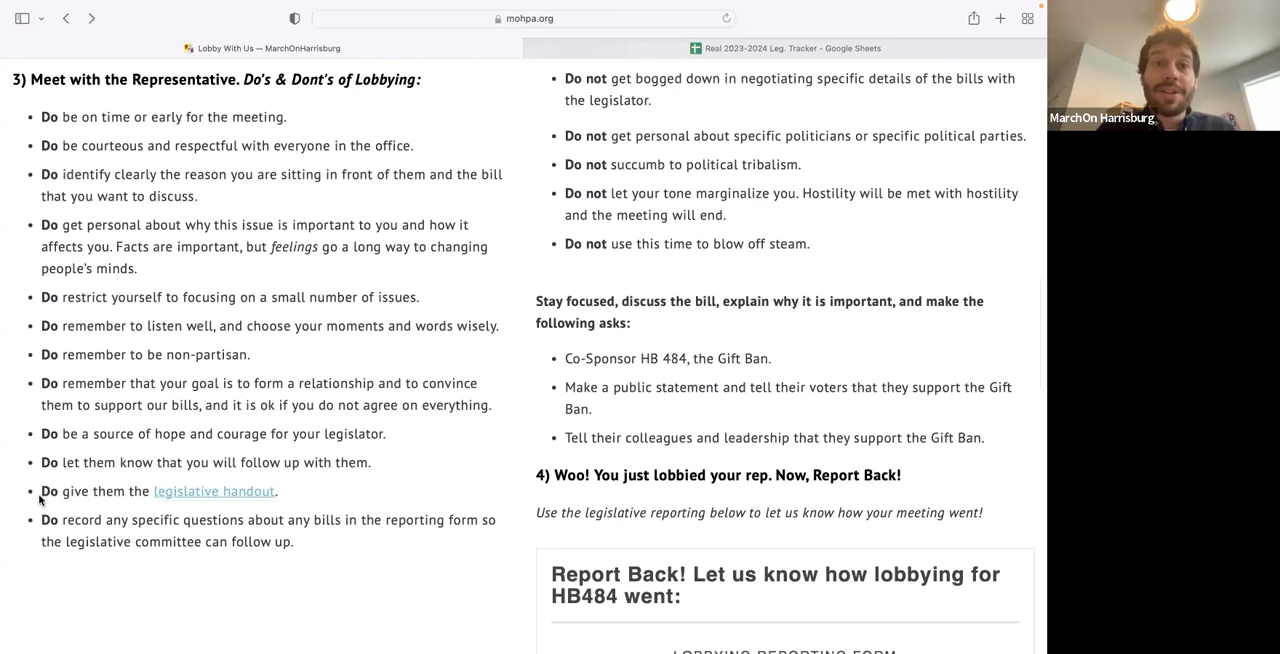 mohpa.org
Lobby With Us — MarchOnHarrisburg
Real 2023-2024 Leg. Tracker - Google Sheets
MarchOn Harrisburg
3) Meet with the Representative. Do's & Dont's of Lobbying:
• Do be on time or early for the meeting.
• Do be courteous and respectful with everyone in the office.
• Do identify clearly the reason you are sitting in front of them and the bill
that you want to discuss.
• Do get personal about why this issue is important to you and how it
affects you. Facts are important, but feelings go a long way to changing
people's minds.
• Do restrict yourself to focusing on a small number of issues.
• Do remember to listen well, and choose your moments and words wisely.
• Do remember to be non-partisan.
• Do remember that your goal is to form a relationship and to convince
them to support our bills, and it is ok if you do not agree on everything.
• Do be a source of hope and courage for your legislator.
• Do let them know that you will follow up with them.
• Do give them the legislative handout.
• Do record any specific questions about any bills in the reporting form so
the legislative committee can follow up.
• Do not get bogged down in negotiating specific details of the bills with
the legislator.
• Do not get personal about specific politicians or specific political parties.
• Do not succumb to political tribalism.
• Do not let your tone marginalize you. Hostility will be met with hostility
and the meeting will end.
• Do not use this time to blow off steam.
Stay focused, discuss the bill, explain why it is important, and make the
following asks:
• Co-Sponsor HB 484, the Gift Ban.
• Make a public statement and tell their voters that they support the Gift
Ban.
• Tell their colleagues and leadership that they support the Gift Ban.
4) Woo! You just lobbied your rep. Now, Report Back!
Use the legislative reporting below to let us know how your meeting went!
Report Back! Let us know how lobbying for
HB484 went:
LOBBYING REPORTING FORM